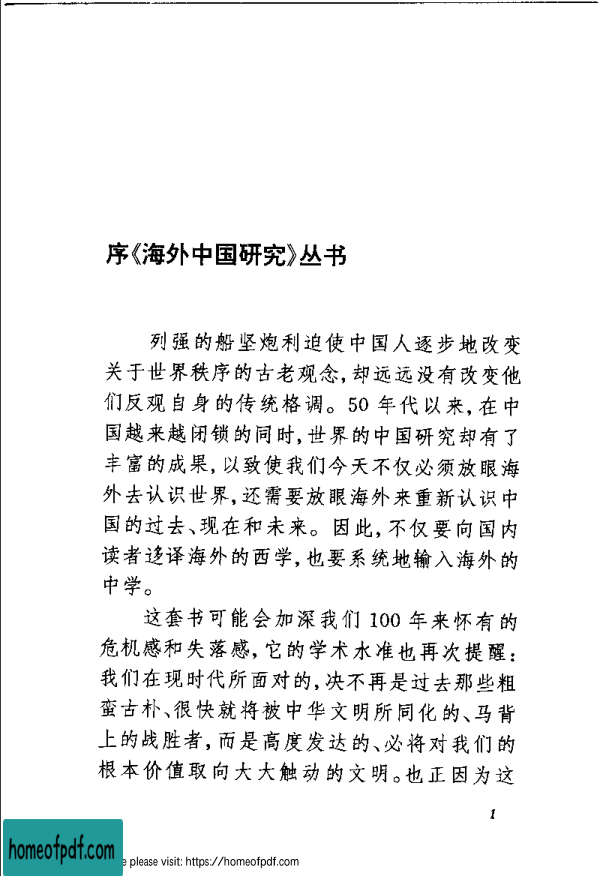 序《海外中国研究》丛书
列强的船坚炮利迫使中国人逐步地改变
关于世界秩序的古老观念,却远远没有改变他
们反观自身的传统格调。50 年代以来,在中
国越来越闭锁的同时,世界的中国研究却有了
丰富的成果,以致使我们今天不仅必须放眼海
外去认识世界,还需要放眼海外来重新认识中
国的过去、现在和未来。因此,不仅要向国内
读者迻译海外的西学,也要系统地输入海外的
中学。
这套书可能会加深我们 100 年来怀有的
危机感和失落感,它的学术水准也再次提醒:
我们在现时代所面对的,决不再是过去那些粗
蛮古朴、很快就将被中华文明所同化的、马背
上的战胜者,而是高度发达的、必将对我们的
根本价值取向大大触动的文明。也正因为这
1
homeofpdf.com
please visit: https://homeofpdf.com